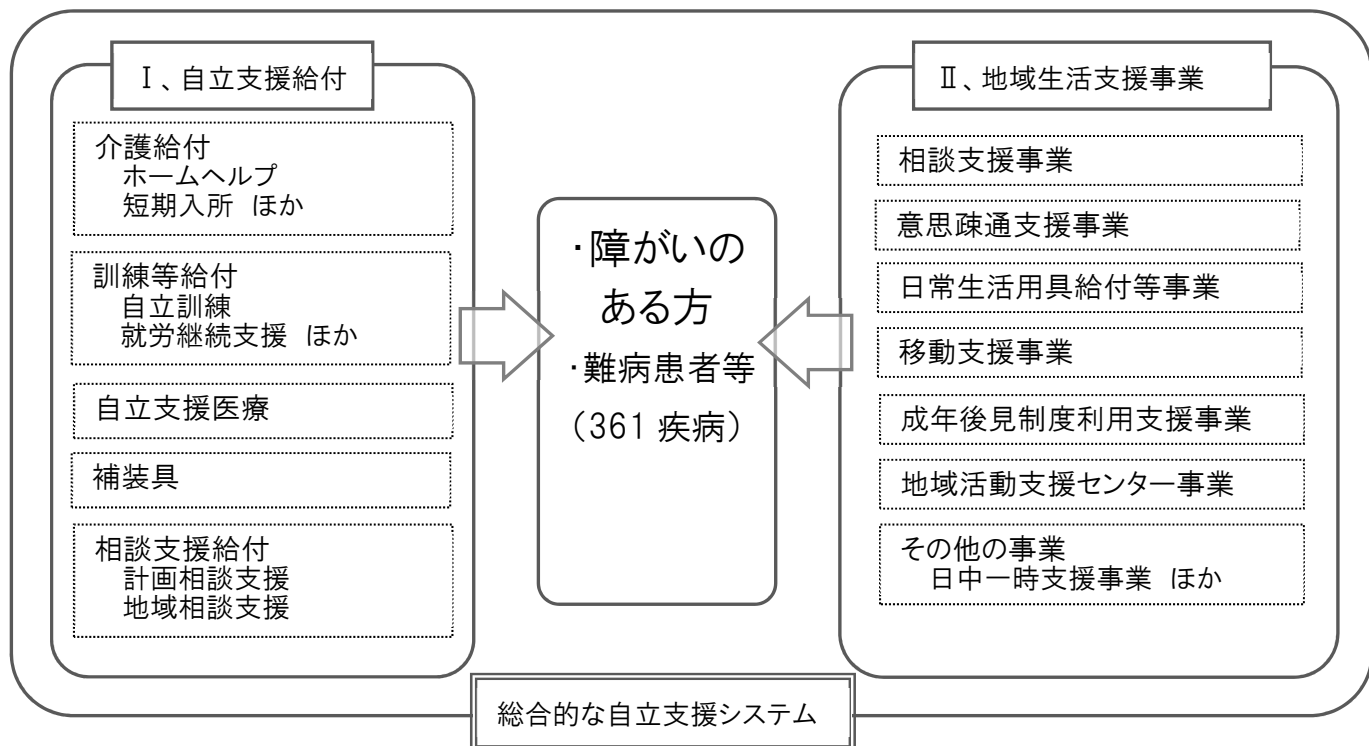 Ⅰ、自立支援給付
介護給付
ホームヘルプ
短期入所 ほか
訓練等給付
自立訓練
就労継続支援 ほか
自立支援医療
補装具
相談支援給付
計画相談支援
地域相談支援
・障がいの
ある方
・難病患者等
（361疾病）
Ⅱ、地域生活支援事業
相談支援事業
意思疎通支援事業
日常生活用具給付等事業
移動支援事業
成年後見制度利用支援事業
地域活動支援センター事業
その他の事業
日中一時支援事業 ほか
総合的な自立支援システム